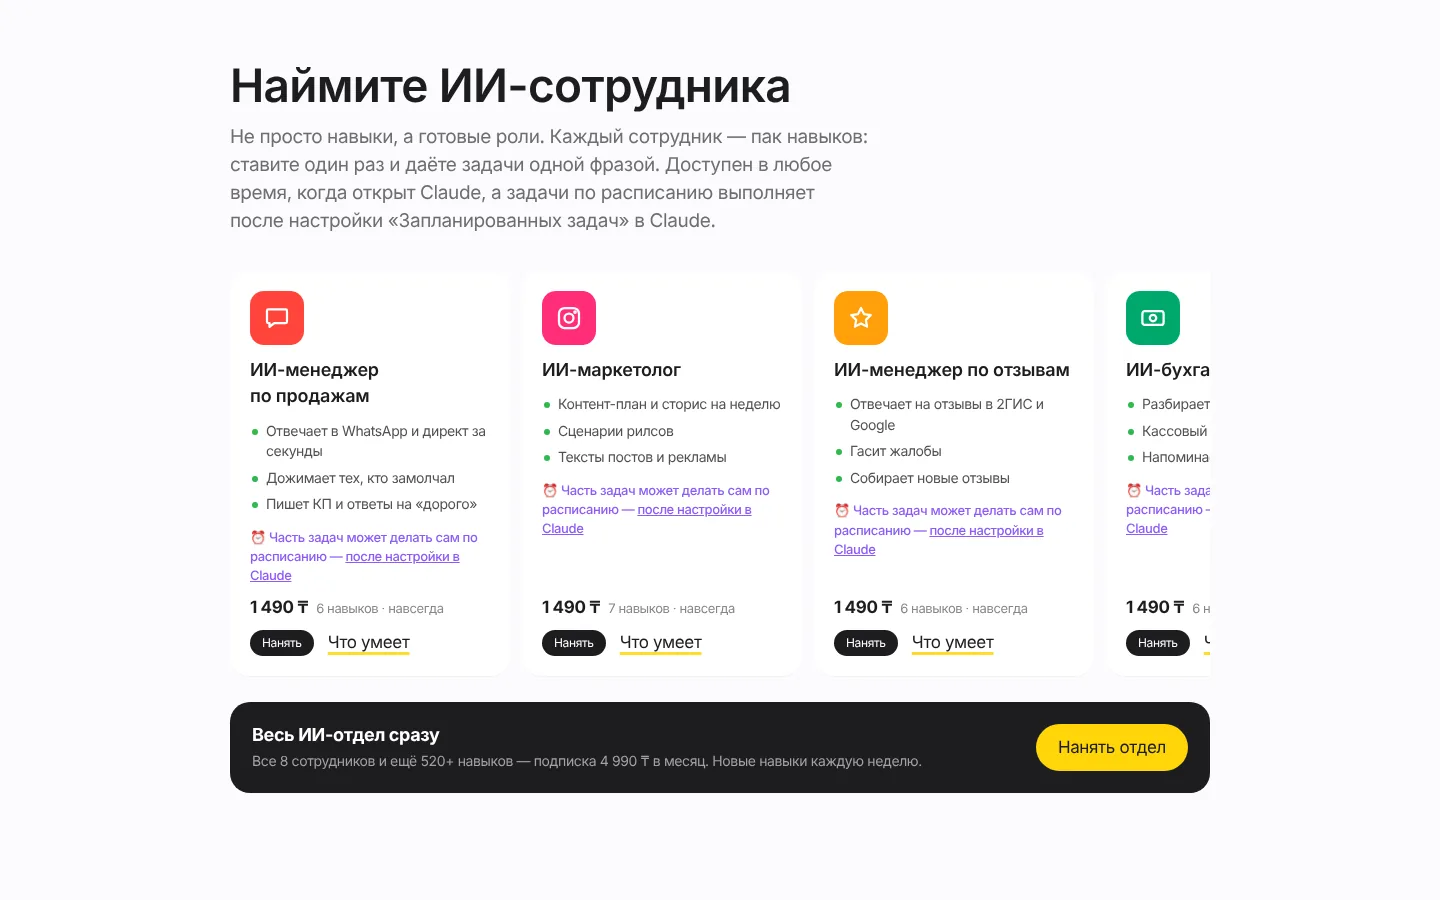 Наймите ИИ-сотрудника
Не просто навыки, а готовые роли. Каждый сотрудник — пак навыков:
ставите один раз и даёте задачи одной фразой. Доступен в любое
время, когда открыт Claude, а задачи по расписанию выполняет
после настройки «Запланированных задач» в Claude.
ИИ-менеджер
по продажам
Отвечает в WhatsApp и директ за
секунды
Дожимает тех, кто замолчал
Пишет КП и ответы на «дорого»
⏰ Часть задач может делать сам по
расписанию — после настройки в
Claude
1 490 ₸ 6 навыков · навсегда
Нанять Что умеет
ИИ-маркетолог
Контент-план и сторис на неделю
Сценарии рилсов
Тексты постов и рекламы
⏰ Часть задач может делать сам по
расписанию — после настройки в
Claude
1 490 ₸ 7 навыков · навсегда
Нанять Что умеет
ИИ-менеджер по отзывам
Отвечает на отзывы в 2ГИС и
Google
Гасит жалобы
Собирает новые отзывы
⏰ Часть задач может делать сам по
расписанию — после настройки в
Claude
1 490 ₸ 6 навыков · навсегда
Нанять Что умеет
ИИ-бухга
Разбирает
Кассовый
Напомина
⏰ Часть зада
расписанию —
Claude
1 490 ₸ 6 н
Нанять
Весь ИИ-отдел сразу
Все 8 сотрудников и ещё 520+ навыков — подписка 4 990 ₸ в месяц. Новые навыки каждую неделю.
Нанять отдел